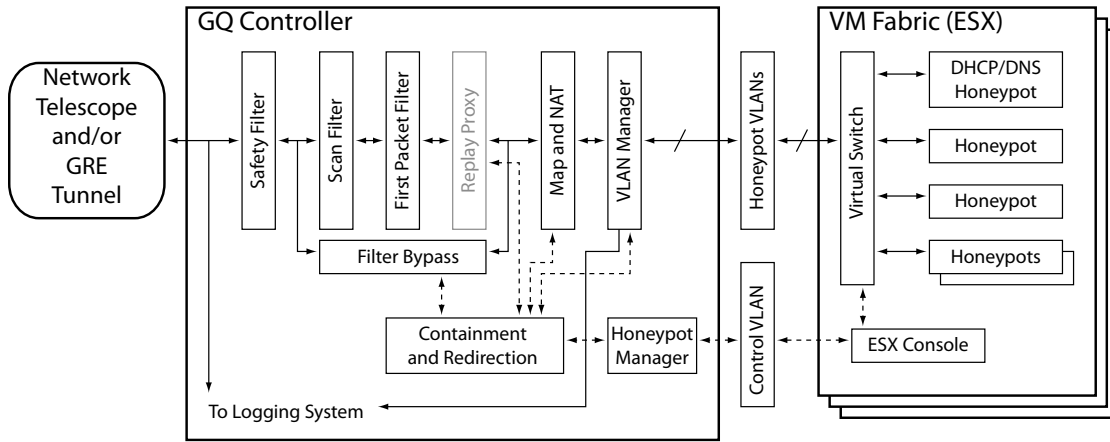 GQ Controller
VM Fabric (ESX)
Network
Telescope
and/or
GRE
Tunnel
Safety Filter
Scan Filter
First Packet Filter
Replay Proxy
Map and NAT
VLAN Manager
Honeypot VLANs
Virtual Switch
DHCP/DNS
Honeypot
Honeypot
Honeypot
Honeypots
Filter Bypass
Containment
and Redirection
Honeypot
Manager
Control VLAN
ESX Console
To Logging System